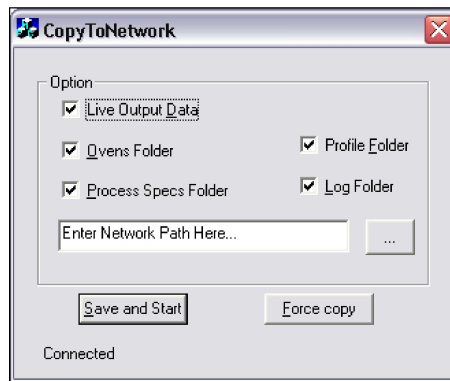 CopyToNetwork
Option
Live Output Data
Ovens Folder
Profile Folder
Process Specs Folder
Log Folder
Enter Network Path Here...
...
Save and Start
Force copy
Connected